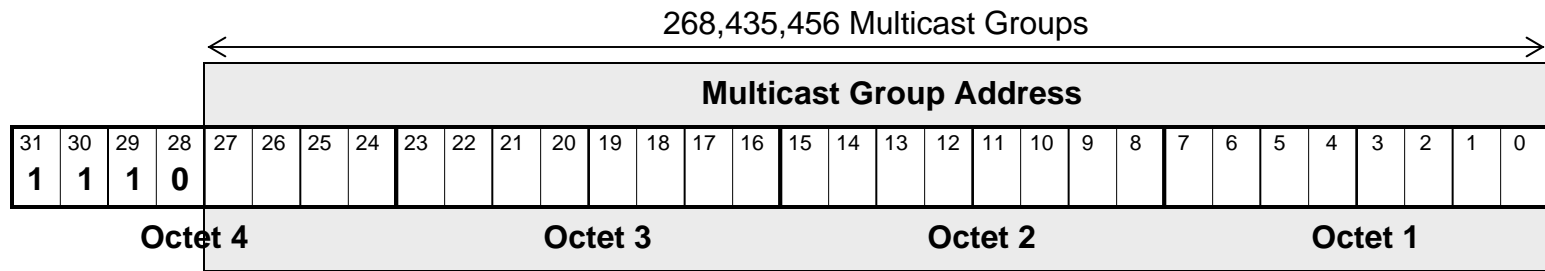 268,435,456 Multicast Groups
Multicast Group Address
31 30 29 28 27 26 25 24 23 22 21 20 19 18 17 16 15 14 13 12 11 10 9 8 7 6 5 4 3 2 1 0
1 1 1 0
Octet 4 Octet 3 Octet 2 Octet 1